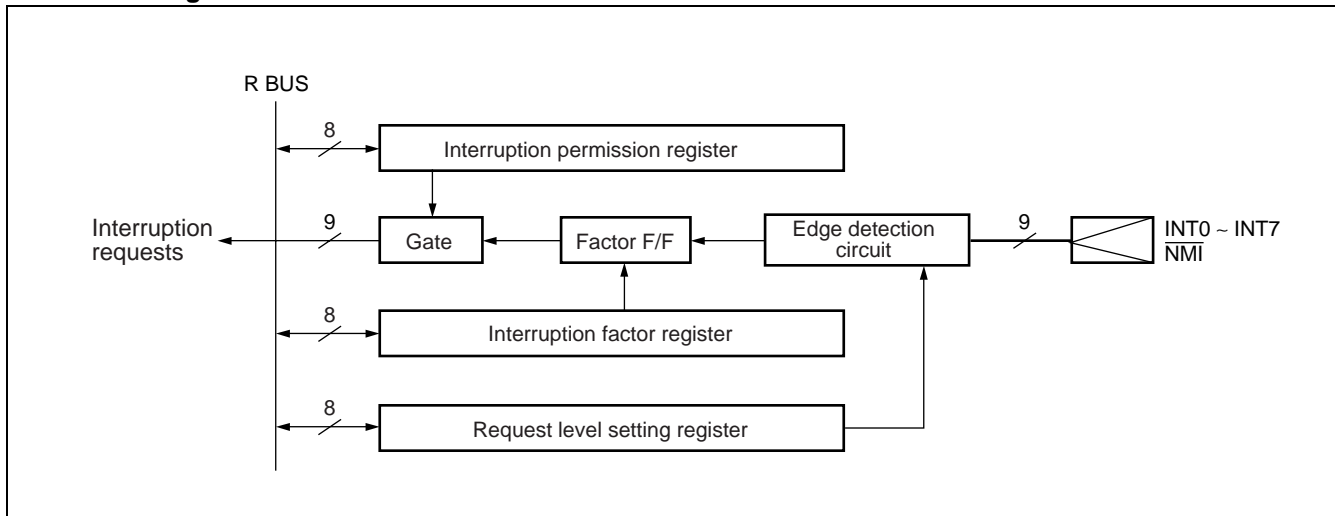 R BUS
8
Interruption permission register
Interruption
requests
9
Gate
Factor F/F
Edge detection
circuit
9
INT0 ~ INT7
NMI
8
Interruption factor register
8
Request level setting register